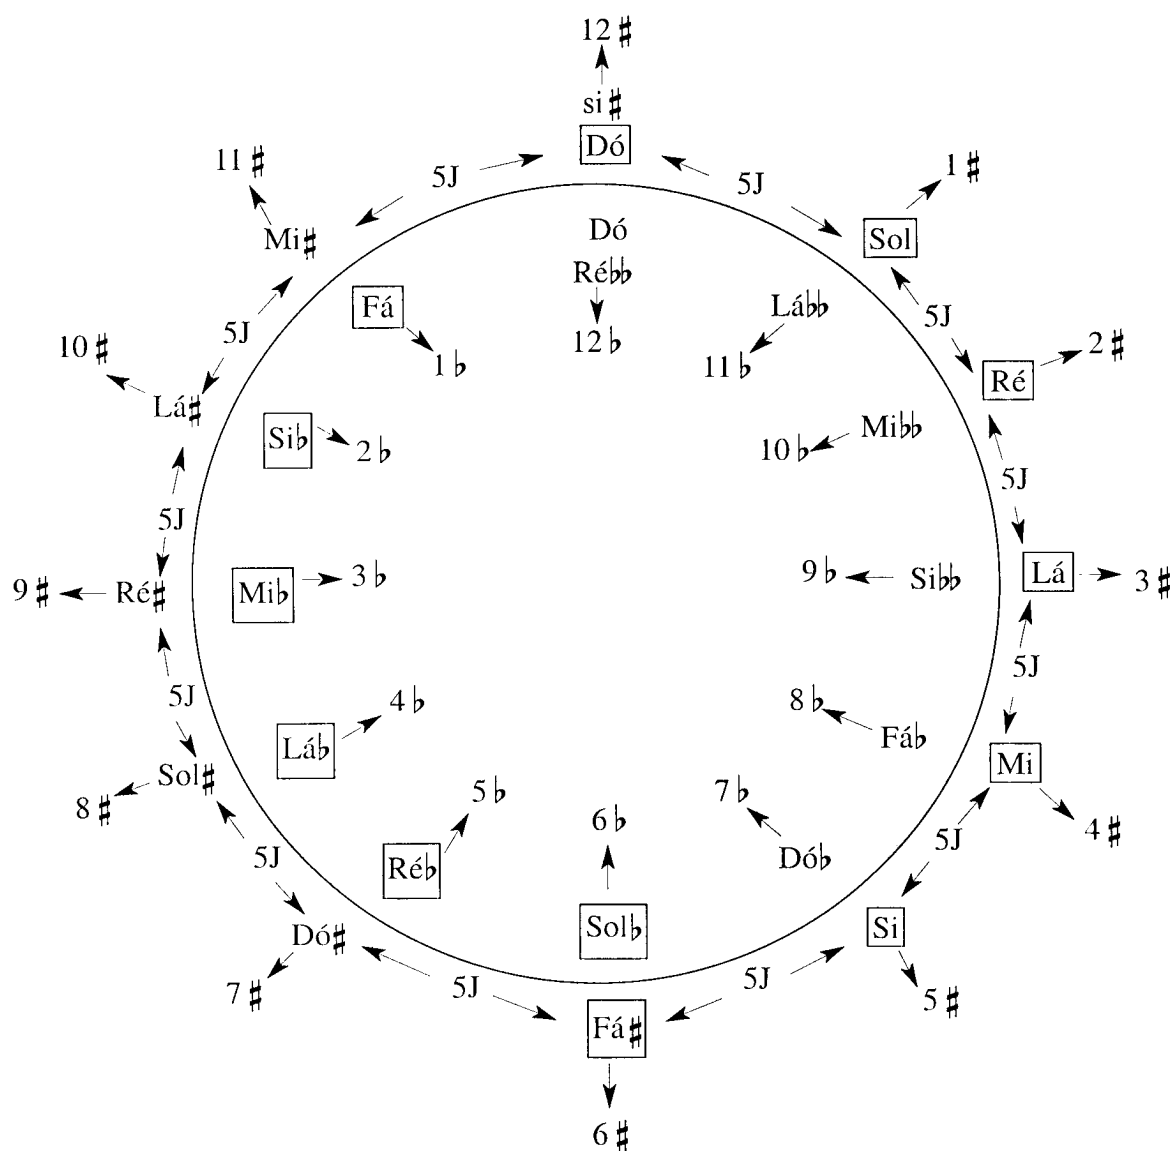 12♯
si♯
Dó
5J
Sol
1♯
5J
Ré
2♯
5J
Lá
3♯
5J
Mi
4♯
5J
Si
5♯
5J
Fá♯
6♯
5J
Dó♯
7♯
5J
Sol♯
8♯
5J
Ré♯
9♯
5J
Lá♯
10♯
5J
Mi♯
11♯
5J
Dó
Ré♭♭
12♭
Lá♭♭
11♭
Mi♭♭
10♭
Si♭♭
9♭
Fá♭
8♭
Dó♭
7♭
Sol♭
6♭
Ré♭
5♭
Lá♭
4♭
Mi♭
3♭
Si♭
2♭
Fá
1♭